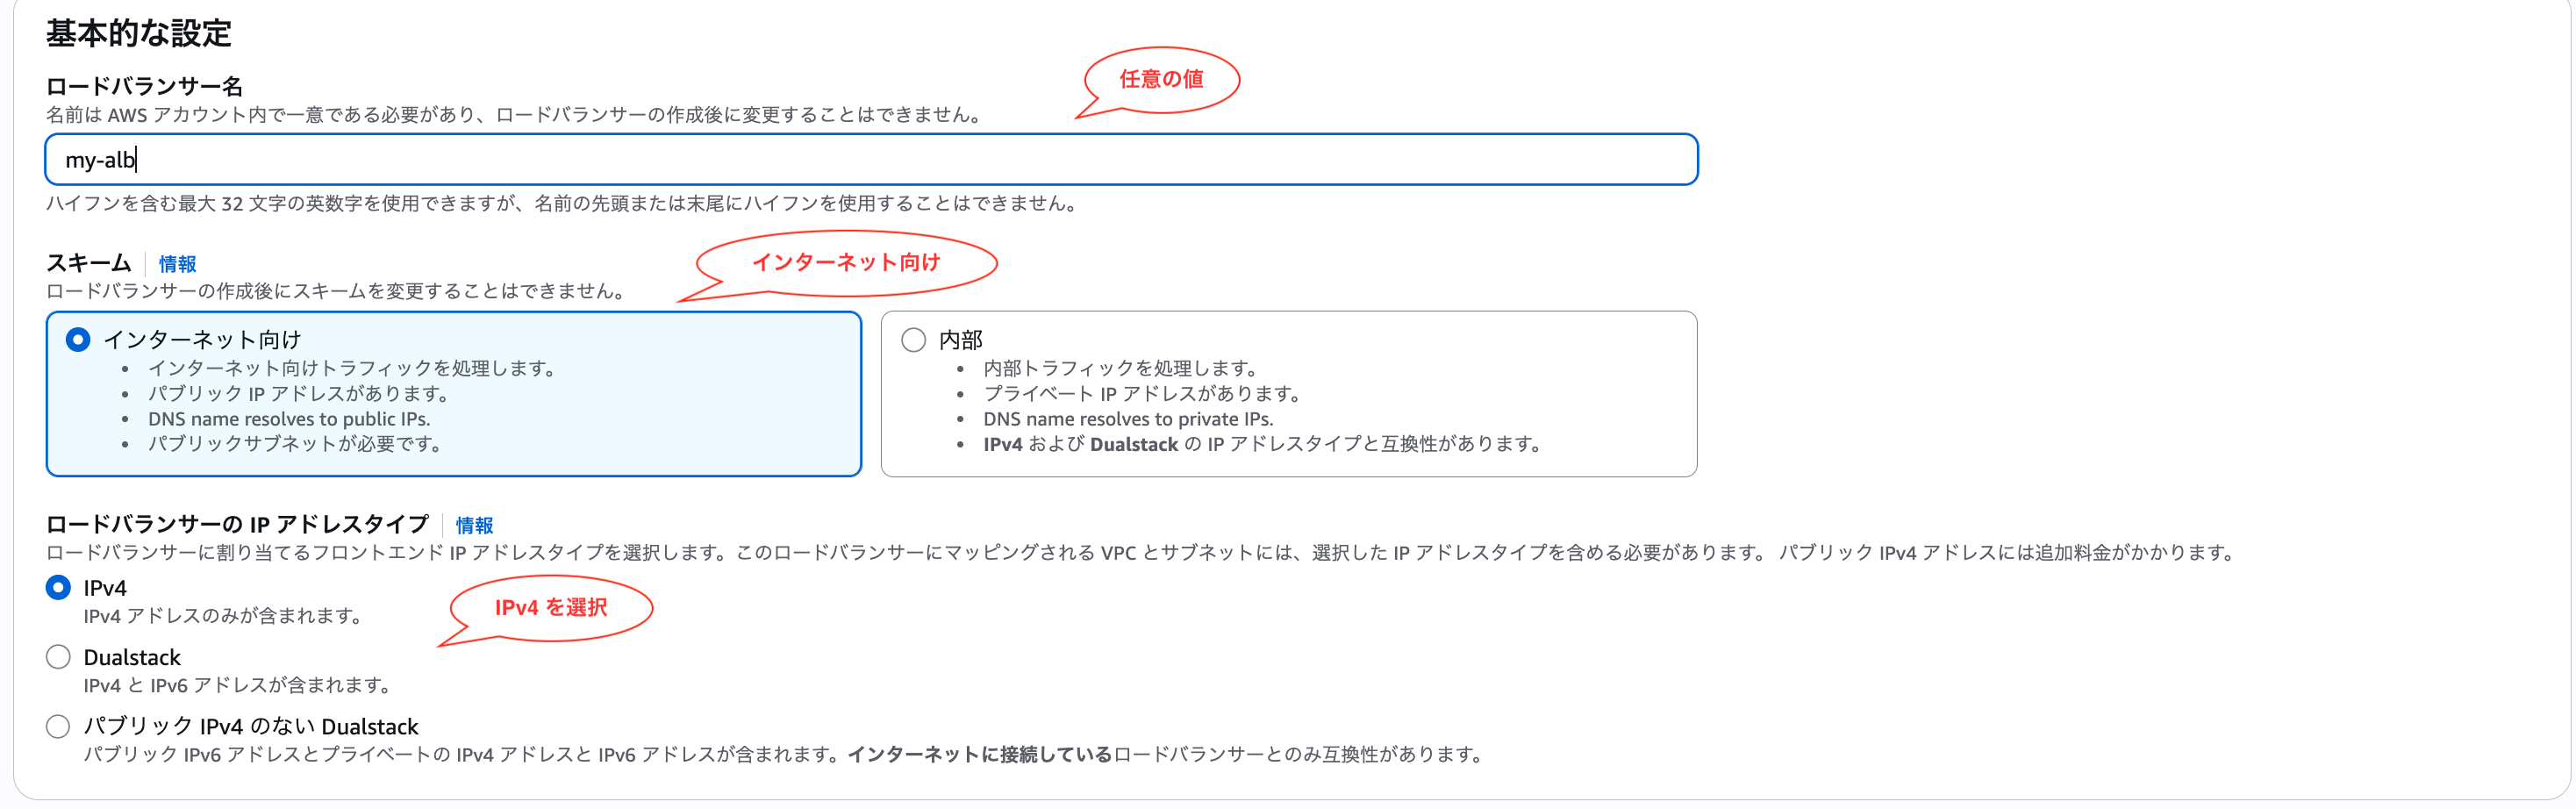 基本的な設定
ロードバランサー名
任意の値
名前は AWS アカウント内で一意である必要があり、ロードバランサーの作成後に変更することはできません。
my-alb
ハイフンを含む最大 32 文字の英数字を使用できますが、名前の先頭または末尾にハイフンを使用することはできません。
スキーム 情報
インターネット向け
ロードバランサーの作成後にスキームを変更することはできません。
インターネット向け
• インターネット向けトラフィックを処理します。
• パブリック IP アドレスがあります。
• DNS name resolves to public IPs.
• パブリックサブネットが必要です。
内部
• 内部トラフィックを処理します。
• プライベート IP アドレスがあります。
• DNS name resolves to private IPs.
• IPv4 および Dualstack の IP アドレスタイプと互換性があります。
ロードバランサーの IP アドレスタイプ 情報
ロードバランサーに割り当てるフロントエンド IP アドレスタイプを選択します。このロードバランサーにマッピングされる VPC とサブネットには、選択した IP アドレスタイプを含める必要があります。 パブリック IPv4 アドレスには追加料金がかかります。
IPv4
IPv4 アドレスのみが含まれます。
IPv4 を選択
Dualstack
IPv4 と IPv6 アドレスが含まれます。
パブリック IPv4 のない Dualstack
パブリック IPv6 アドレスとプライベートの IPv4 アドレスと IPv6 アドレスが含まれます。インターネットに接続しているロードバランサーとのみ互換性があります。